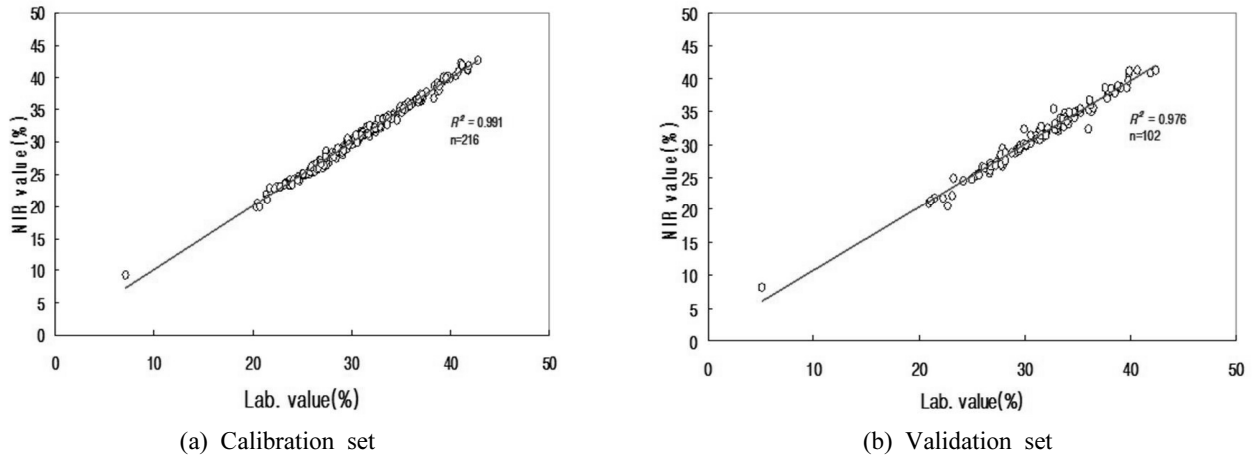 50
45
40
35
30
25
20
15
10
5
0
NIR value(%)
R² = 0.991
n=216
0 10 20 30 40 50
Lab. value(%)
(a) Calibration set
50
45
40
35
30
25
20
15
10
5
0
NIR value(%)
R² = 0.976
n=102
0 10 20 30 40 50
Lab. value(%)
(b) Validation set